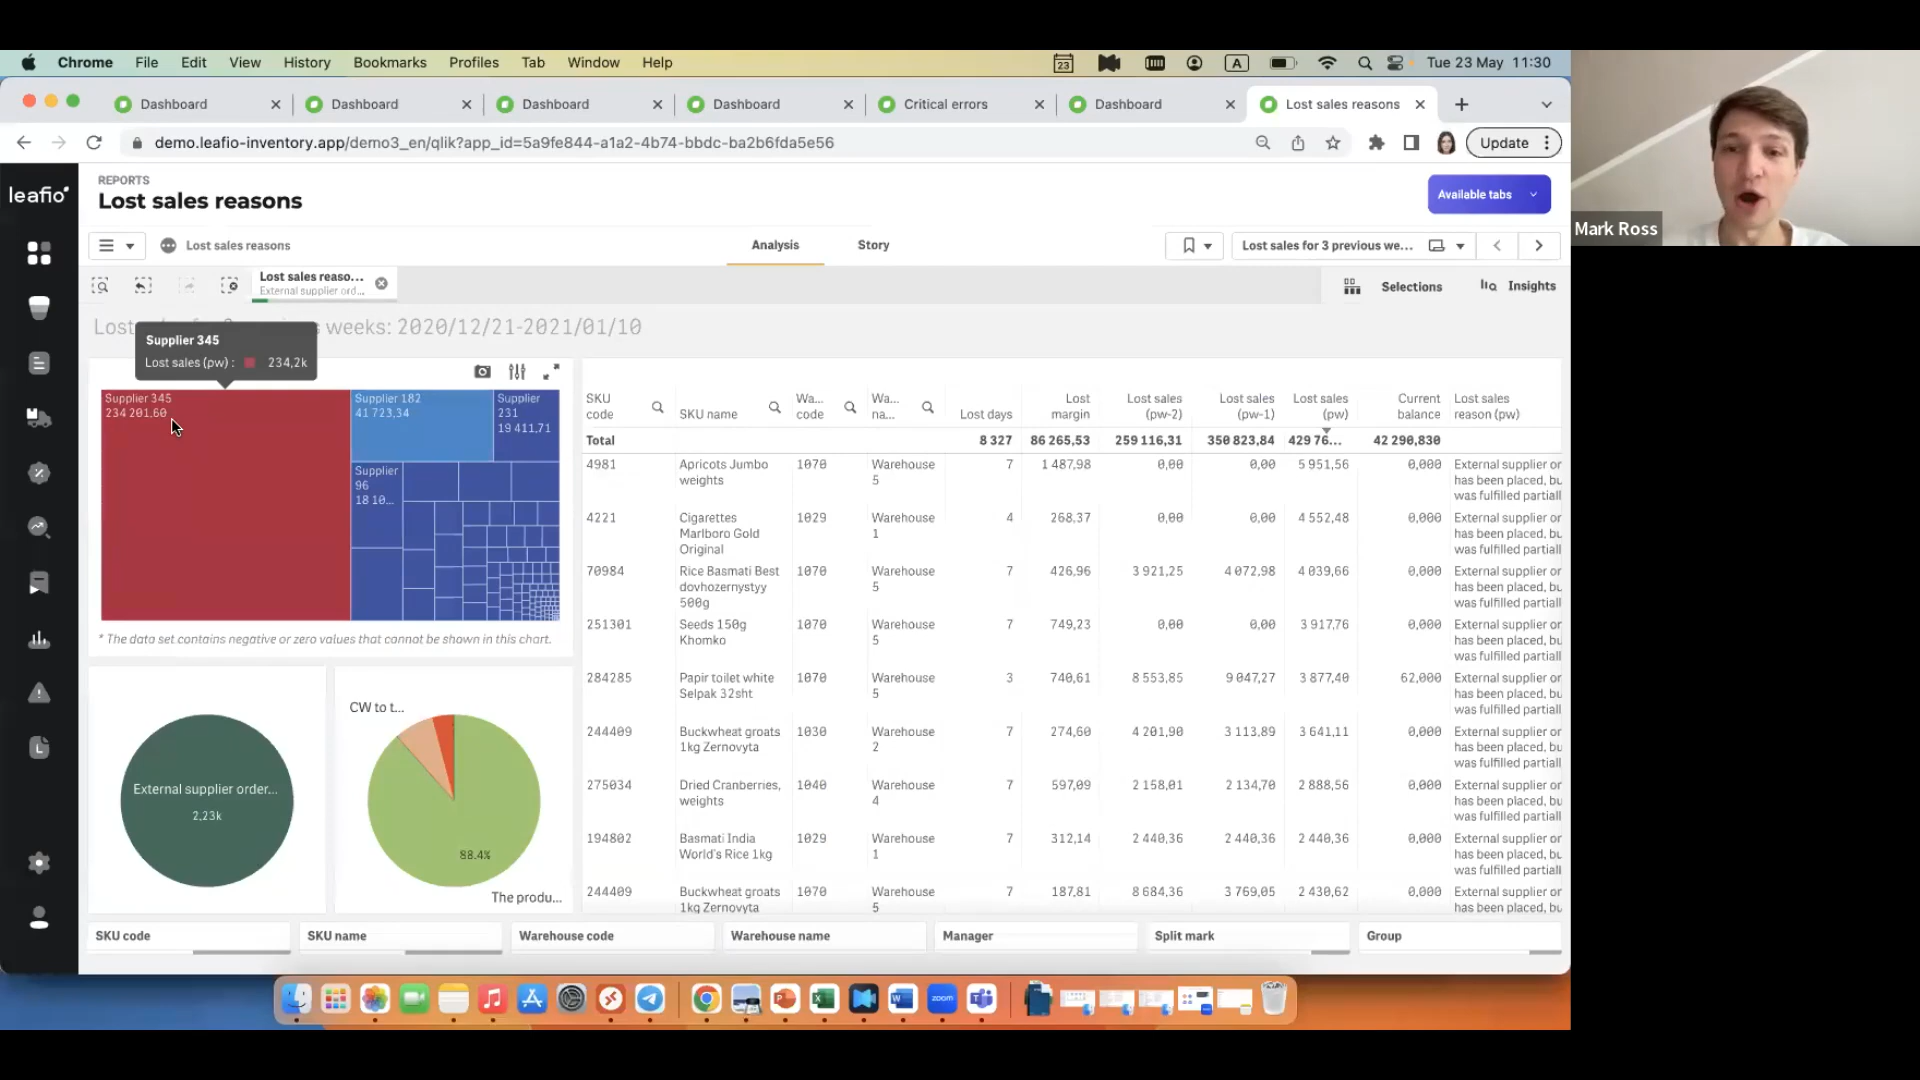 Chrome File Edit View History Bookmarks Profiles Tab Window Help 23 A Tue 23 May 11:30
Dashboard Dashboard Dashboard Dashboard Critical errors Dashboard Lost sales reasons
demo.leafio-inventory.app/demo3_en/qlik?app_id=5a9fe844-a1a2-4b74-bbdc-ba2b6fda5e56 Update
Mark Ross
leafio
REPORTS
Lost sales reasons
Available tabs
Lost sales reasons Analysis Story Lost sales for 3 previous we...
Lost sales reaso...
External supplier ord...
Selections Insights
Lost weeks: 2020/12/21-2021/01/10
Supplier 345
Lost sales (pw) : 234,2k
Supplier 345
234 201,60
Supplier 182
41 723,34
Supplier
231
19 411,71
Supplier
96
18 10...
* The data set contains negative or zero values that cannot be shown in this chart.
External supplier order...
2,23k
CW to t...
88.4%
The produ...
SKU code SKU name Wa... code Wa... na... Lost days Lost margin Lost sales (pw-2) Lost sales (pw-1) Lost sales (pw) Current balance Lost sales reason (pw)
Total 8 327 86 265,53 259 116,31 350 823,84 429 76... 42 290,830
4981 Apricots Jumbo 1070 Warehouse 7 1 487,98 0,00 0,00 5 951,56 0,000 External supplier or
weights 5 has been placed, bu
was fulfilled partiall
4221 Cigarettes 1029 Warehouse 4 268,37 0,00 0,00 4 552,48 0,000 External supplier or
Marlboro Gold 1 has been placed, bu
Original was fulfilled partiall
70984 Rice Basmati Best 1070 Warehouse 7 426,96 3 921,25 4 072,98 4 039,66 0,000 External supplier or
dovhozernystyy 5 has been placed, bu
500g was fulfilled partiall
251301 Seeds 150g 1070 Warehouse 7 749,23 0,00 0,00 3 917,76 0,000 External supplier or
Khomko 5 has been placed, bu
was fulfilled partiall
284285 Papir toilet white 1070 Warehouse 3 740,61 8 553,85 9 047,27 3 877,40 62,000 External supplier or
Selpak 32sht 5 has been placed, bu
was fulfilled partiall
244409 Buckwheat groats 1030 Warehouse 7 274,60 4 201,90 3 113,89 3 641,11 0,000 External supplier or
1kg Zernovyta 2 has been placed, bu
was fulfilled partiall
275034 Dried Cranberries, 1040 Warehouse 7 597,09 2 158,01 2 134,70 2 888,56 0,000 External supplier or
weights 4 has been placed, bu
was fulfilled partiall
194802 Basmati India 1029 Warehouse 7 312,14 2 440,36 2 440,36 2 440,36 0,000 External supplier or
World's Rice 1kg 1 has been placed, bu
was fulfilled partiall
244409 Buckwheat groats 1070 Warehouse 7 187,81 8 684,36 3 769,05 2 430,62 0,000 External supplier or
1kg Zernovyta 5 has been placed, bu
SKU code SKU name Warehouse code Warehouse name Manager Split mark Group
zoom